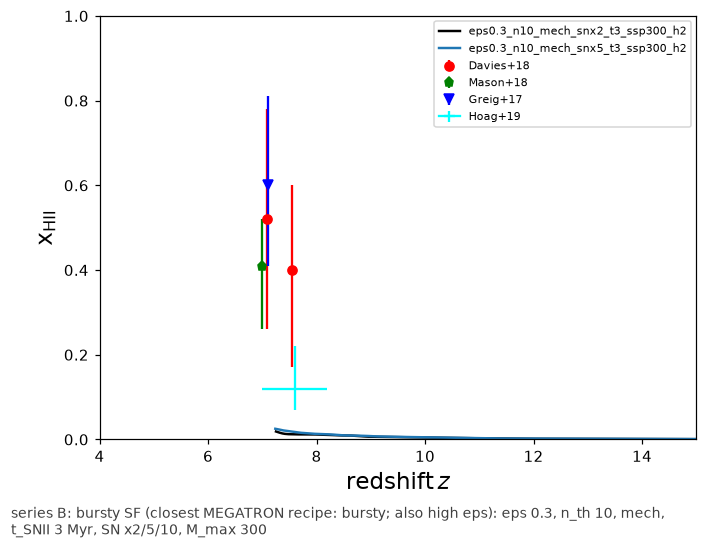 1.0
0.8
0.6
0.4
0.2
0.0
x_HII
4 6 8 10 12 14
redshift z
eps0.3_n10_mech_snx2_t3_ssp300_h2
eps0.3_n10_mech_snx5_t3_ssp300_h2
Davies+18
Mason+18
Greig+17
Hoag+19
series B: bursty SF (closest MEGATRON recipe: bursty; also high eps): eps 0.3, n_th 10, mech,
t_SNII 3 Myr, SN x2/5/10, M_max 300